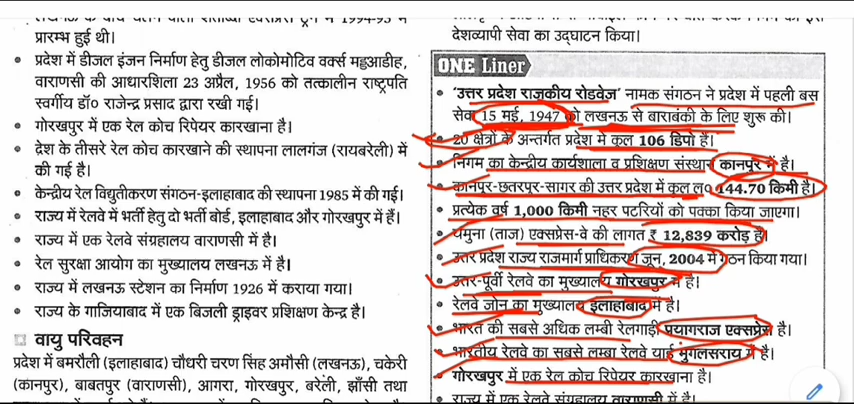 प्रारम्भ हुई थी।
• प्रदेश में डीजल इंजन निर्माण हेतु डीजल लोकोमोटिव वर्क्स मडुआडीह,
वाराणसी की आधारशिला 23 अप्रैल, 1956 को तत्कालीन राष्ट्रपति
स्वर्गीय डॉ० राजेन्द्र प्रसाद द्वारा रखी गई।
• गोरखपुर में एक रेल कोच रिपेयर कारखाना है।
• देश के तीसरे रेल कोच कारखाने की स्थापना लालगंज (रायबरेली) में
की गई है।
• केन्द्रीय रेल विद्युतीकरण संगठन-इलाहाबाद की स्थापना 1985 में की गई।
• राज्य में रेलवे में भर्ती हेतु दो भर्ती बोर्ड, इलाहाबाद और गोरखपुर में हैं।
• राज्य में एक रेलवे संग्रहालय वाराणसी में है।
• रेल सुरक्षा आयोग का मुख्यालय लखनऊ में है।
• राज्य में लखनऊ स्टेशन का निर्माण 1926 में कराया गया।
• राज्य के गाजियाबाद में एक बिजली ड्राइवर प्रशिक्षण केन्द्र है।
वायु परिवहन
प्रदेश में बमरौली (इलाहाबाद) चौधरी चरण सिंह अमौसी (लखनऊ), चकेरी
(कानपुर), बाबतपुर (वाराणसी), आगरा, गोरखपुर, बरेली, झाँसी तथा
देशव्यापी सेवा का उद्घाटन किया।
ONE Liner
• 'उत्तर प्रदेश राजकीय रोडवेज' नामक संगठन ने प्रदेश में पहली बस
सेवा 15 मई, 1947 को लखनऊ से बाराबंकी के लिए शुरू की।
• 20 क्षेत्रों के अन्तर्गत प्रदेश में कुल 106 डिपो हैं।
• निगम का केन्द्रीय कार्यशाला व प्रशिक्षण संस्थान कानपुर में है।
• कानपुर-छतरपुर-सागर की उत्तर प्रदेश में कुल ल० 144.70 किमी है।
• प्रत्येक वर्ष 1,000 किमी नहर पटरियों को पक्का किया जाएगा।
• यमुना (ताज) एक्सप्रेस-वे की लागत ₹ 12,839 करोड़ है।
• उत्तर प्रदेश राज्य राजमार्ग प्राधिकरण जून, 2004 में गठन किया गया।
• उत्तर-पूर्वी रेलवे का मुख्यालय गोरखपुर में है।
• रेलवे जोन का मुख्यालय इलाहाबाद में है।
• भारत की सबसे अधिक लम्बी रेलगाड़ी प्रयागराज एक्सप्रेस है।
• भारतीय रेलवे का सबसे लम्बा रेलवे यार्ड मुगलसराय में है।
• गोरखपुर में एक रेल कोच रिपेयर कारखाना है।
• राज्य में एक रेलवे संग्रहालय वाराणसी में है।